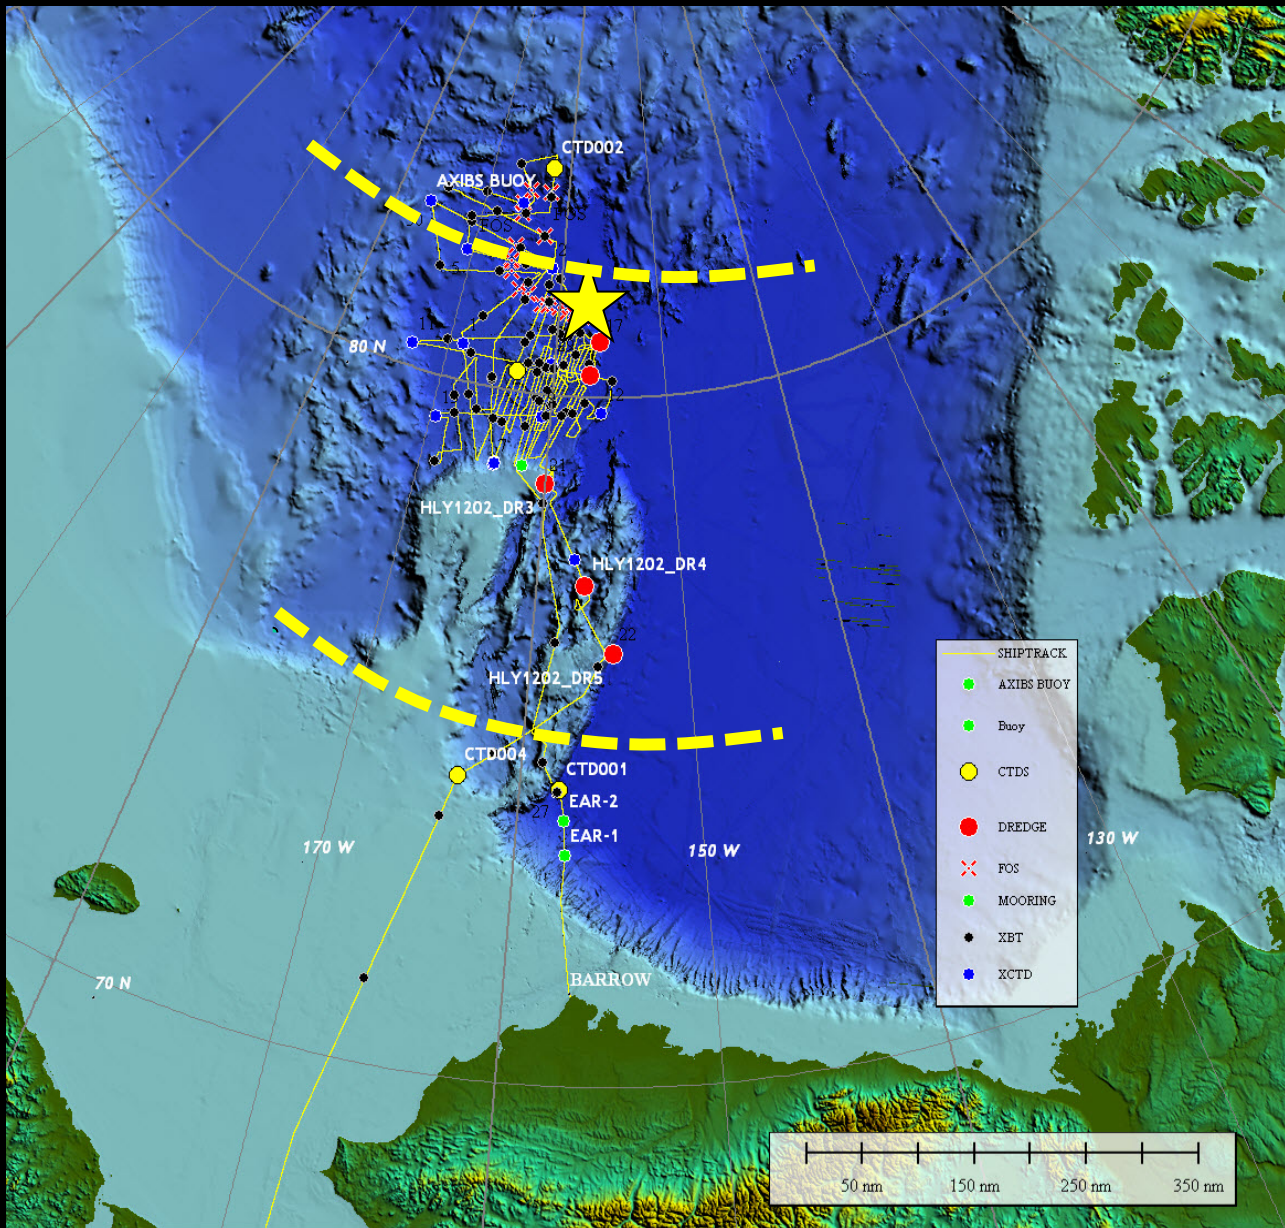 CTD002
AXIBS BUOY
FOS
FOS
80 N
HLY1202_DR3
HLY1202_DR4
22
HLY1202_DR5
CTD004
CTD001
EAR-2
27
EAR-1
170 W
150 W
130 W
70 N
BARROW
SHIPTRACK
AXIBS BUOY
Buoy
CTDS
DREDGE
FOS
MOORING
XBT
XCTD
50 nm
150 nm
250 nm
350 nm